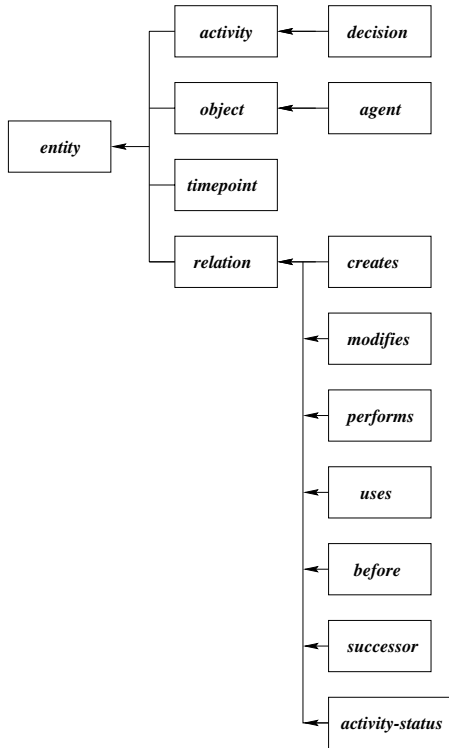 activity
decision
object
agent
entity
timepoint
relation
creates
modifies
performs
uses
before
successor
activity-status